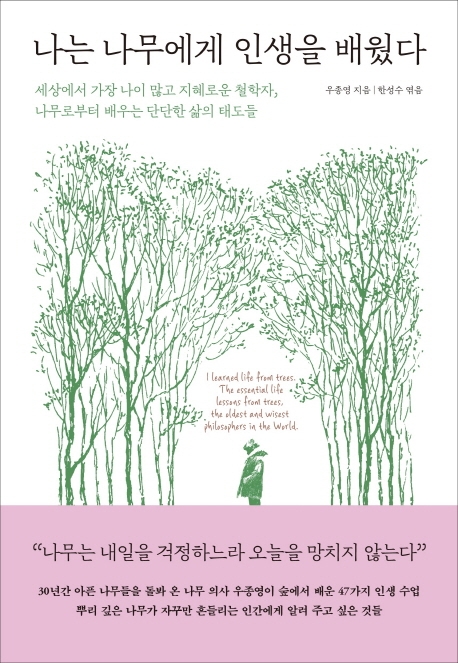 나는 나무에게 인생을 배웠다
세상에서 가장 나이 많고 지혜로운 철학자,
나무로부터 배우는 단단한 삶의 태도들
우종영 지음 | 한성수 엮음
I learned life from trees.
The essential life
lessons from trees,
the oldest and wisest
philosophers in the World.
“나무는 내일을 걱정하느라 오늘을 망치지 않는다”
30년간 아픈 나무들을 돌봐 온 나무 의사 우종영이 숲에서 배운 47가지 인생 수업
뿌리 깊은 나무가 자꾸만 흔들리는 인간에게 알려 주고 싶은 것들